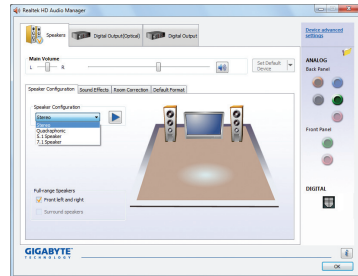 Realtek HD Audio Manager
Speakers
Digital Output(Optical)
Digital Output
Device advanced
settings
Main Volume
L
R
Set Default
Device
ANALOG
Back Panel
Speaker Configuration
Sound Effects
Room Correction
Default Format
Speaker Configuration
Stereo
Stereo
Quadraphonic
5.1 Speaker
7.1 Speaker
Front Panel
Full-range Speakers
Front left and right
Surround speakers
DIGITAL
GIGABYTE
TECHNOLOGY
i
OK